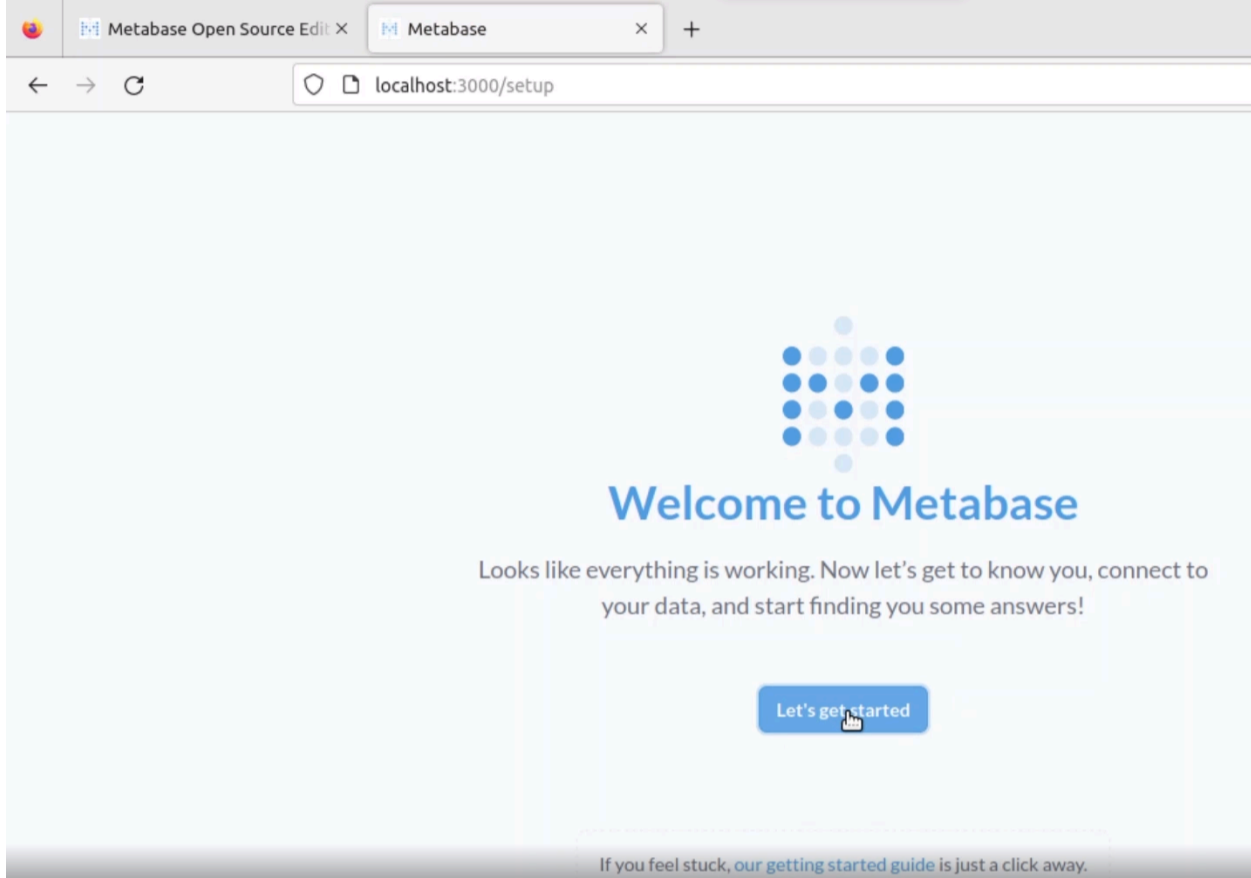 Metabase Open Source Edit
Metabase
localhost:3000/setup
Welcome to Metabase
Looks like everything is working. Now let's get to know you, connect to
your data, and start finding you some answers!
Let's get started
If you feel stuck, our getting started guide is just a click away.